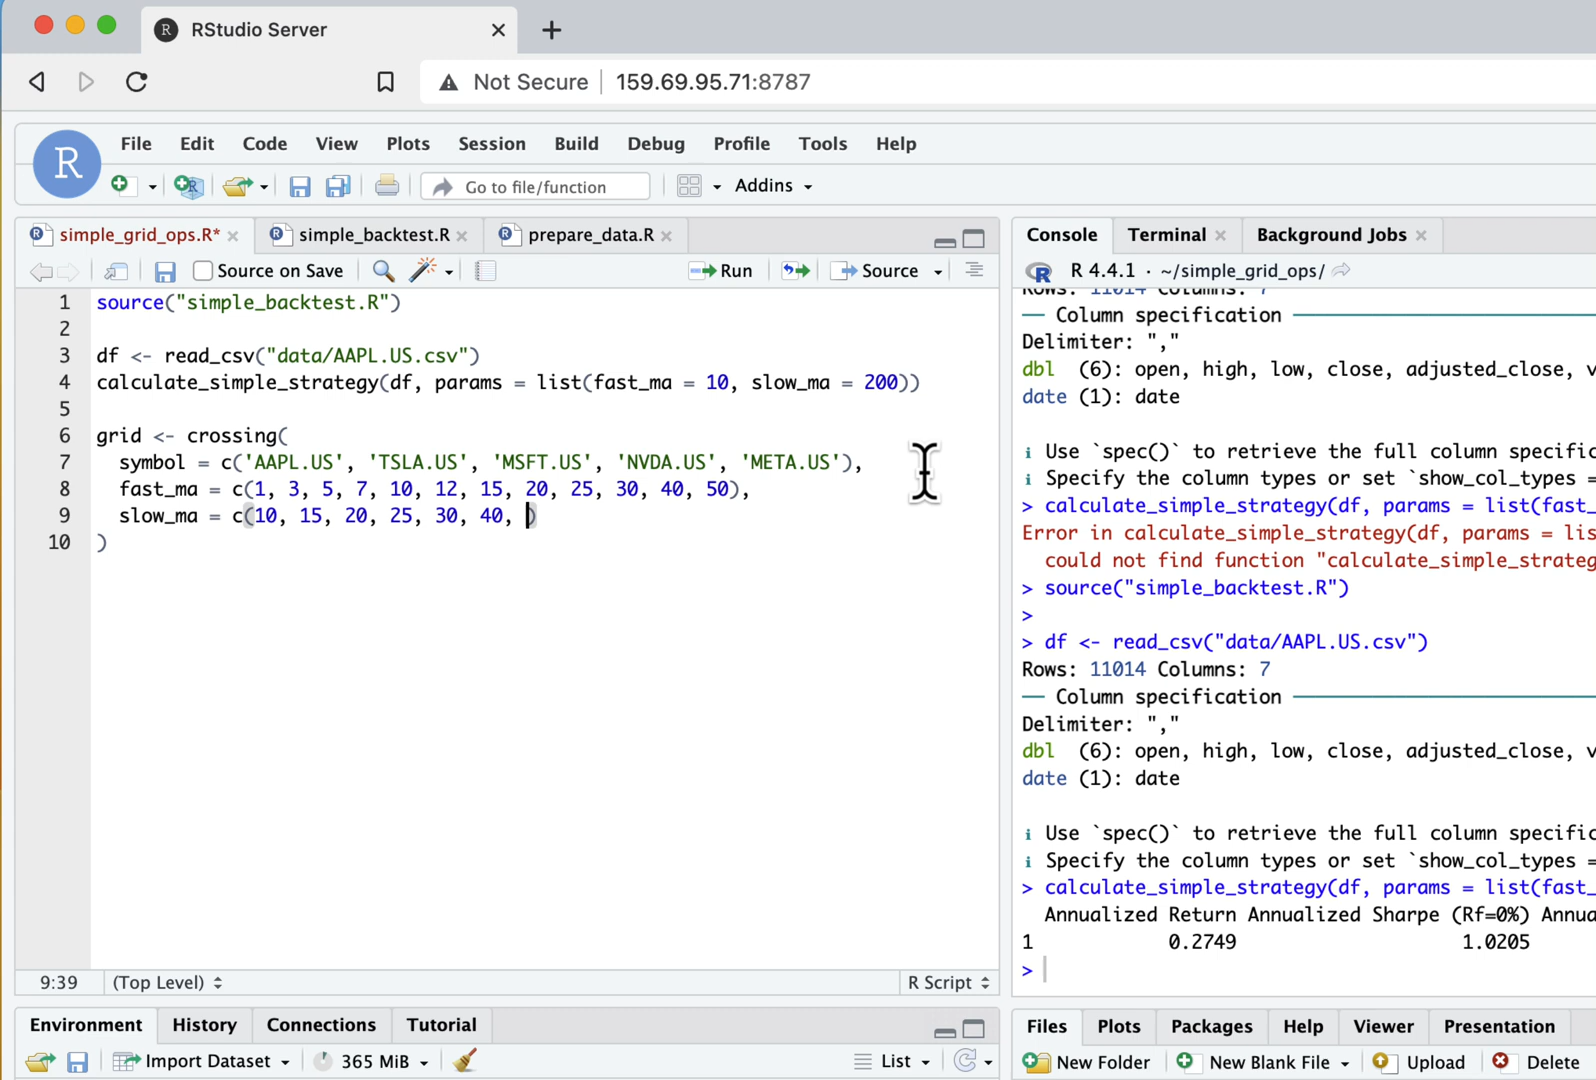 RStudio Server
Not Secure 159.69.95.71:8787
R File Edit Code View Plots Session Build Debug Profile Tools Help
Go to file/function Addins
simple_grid_ops.R* simple_backtest.R prepare_data.R
Source on Save Run Source
1 source("simple_backtest.R")
2
3 df <- read_csv("data/AAPL.US.csv")
4 calculate_simple_strategy(df, params = list(fast_ma = 10, slow_ma = 200))
5
6 grid <- crossing(
7 symbol = c('AAPL.US', 'TSLA.US', 'MSFT.US', 'NVDA.US', 'META.US'),
8 fast_ma = c(1, 3, 5, 7, 10, 12, 15, 20, 25, 30, 40, 50),
9 slow_ma = c(10, 15, 20, 25, 30, 40, )
10 )
9:39 (Top Level) R Script
Environment History Connections Tutorial
Import Dataset 365 MiB List
Console Terminal Background Jobs
R 4.4.1 · ~/simple_grid_ops/
Rows: 11014 Columns: 7
── Column specification ──
Delimiter: ","
dbl (6): open, high, low, close, adjusted_close, v
date (1): date
ℹ Use `spec()` to retrieve the full column specific
ℹ Specify the column types or set `show_col_types =
> calculate_simple_strategy(df, params = list(fast_
Error in calculate_simple_strategy(df, params = lis
could not find function "calculate_simple_strateg
> source("simple_backtest.R")
>
> df <- read_csv("data/AAPL.US.csv")
Rows: 11014 Columns: 7
── Column specification ──
Delimiter: ","
dbl (6): open, high, low, close, adjusted_close, v
date (1): date
ℹ Use `spec()` to retrieve the full column specific
ℹ Specify the column types or set `show_col_types =
> calculate_simple_strategy(df, params = list(fast_
Annualized Return Annualized Sharpe (Rf=0%) Annua
1 0.2749 1.0205
>
Files Plots Packages Help Viewer Presentation
New Folder New Blank File Upload Delete